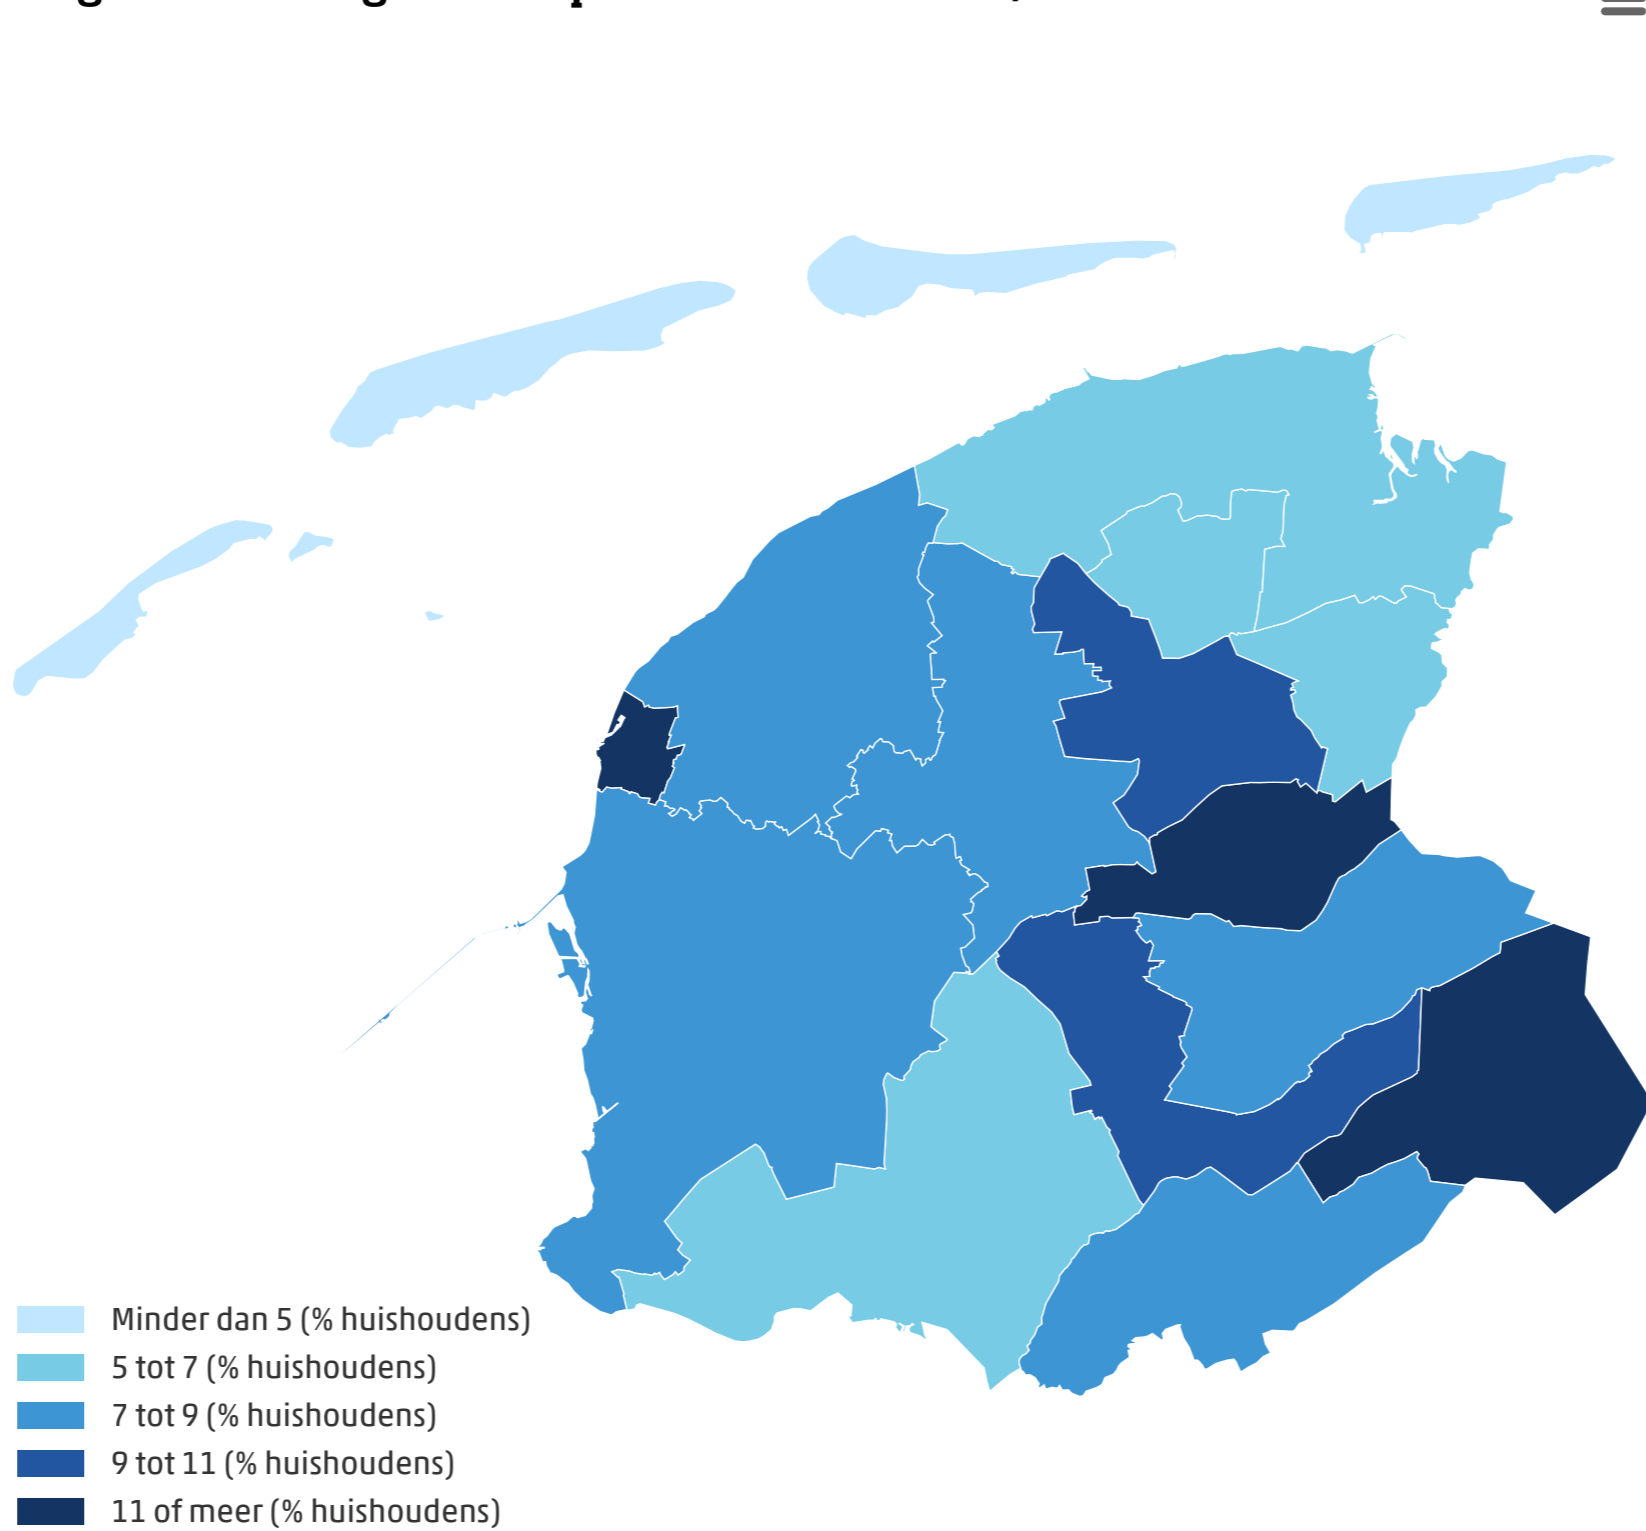 Minder dan 5 (% huishoudens)
5 tot 7 (% huishoudens)
7 tot 9 (% huishoudens)
9 tot 11 (% huishoudens)
11 of meer (% huishoudens)